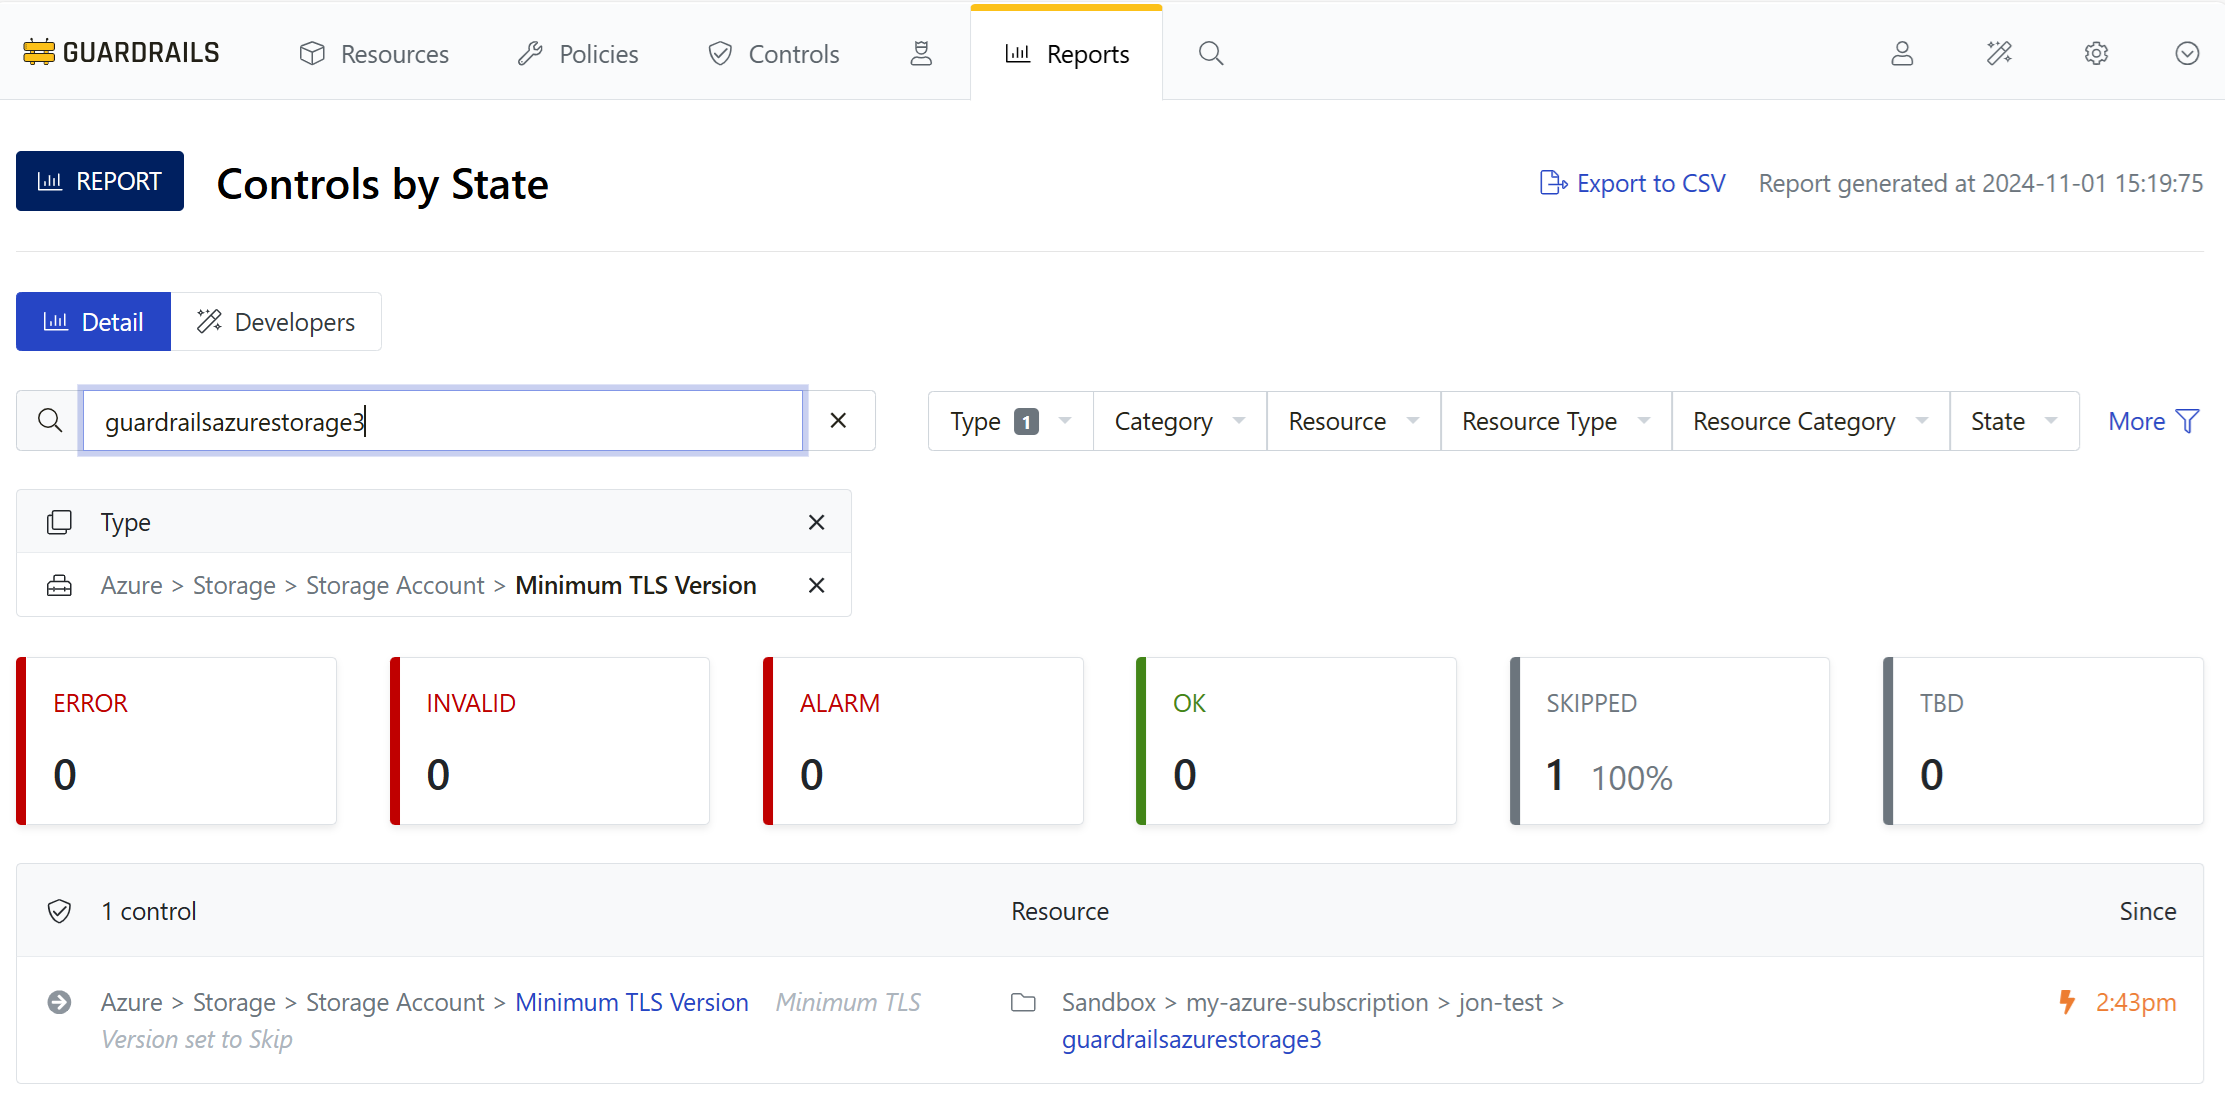 GUARDRAILS
Resources
Policies
Controls
Reports
REPORT
Controls by State
Export to CSV
Report generated at 2024-11-01 15:19:75
Detail
Developers
guardrailsazurestorage3
Type 1
Category
Resource
Resource Type
Resource Category
State
More
Type
Azure > Storage > Storage Account > Minimum TLS Version
ERROR
0
INVALID
0
ALARM
0
OK
0
SKIPPED
1 100%
TBD
0
1 control
Resource
Since
Azure > Storage > Storage Account > Minimum TLS Version Minimum TLS
Version set to Skip
Sandbox > my-azure-subscription > jon-test >
guardrailsazurestorage3
2:43pm